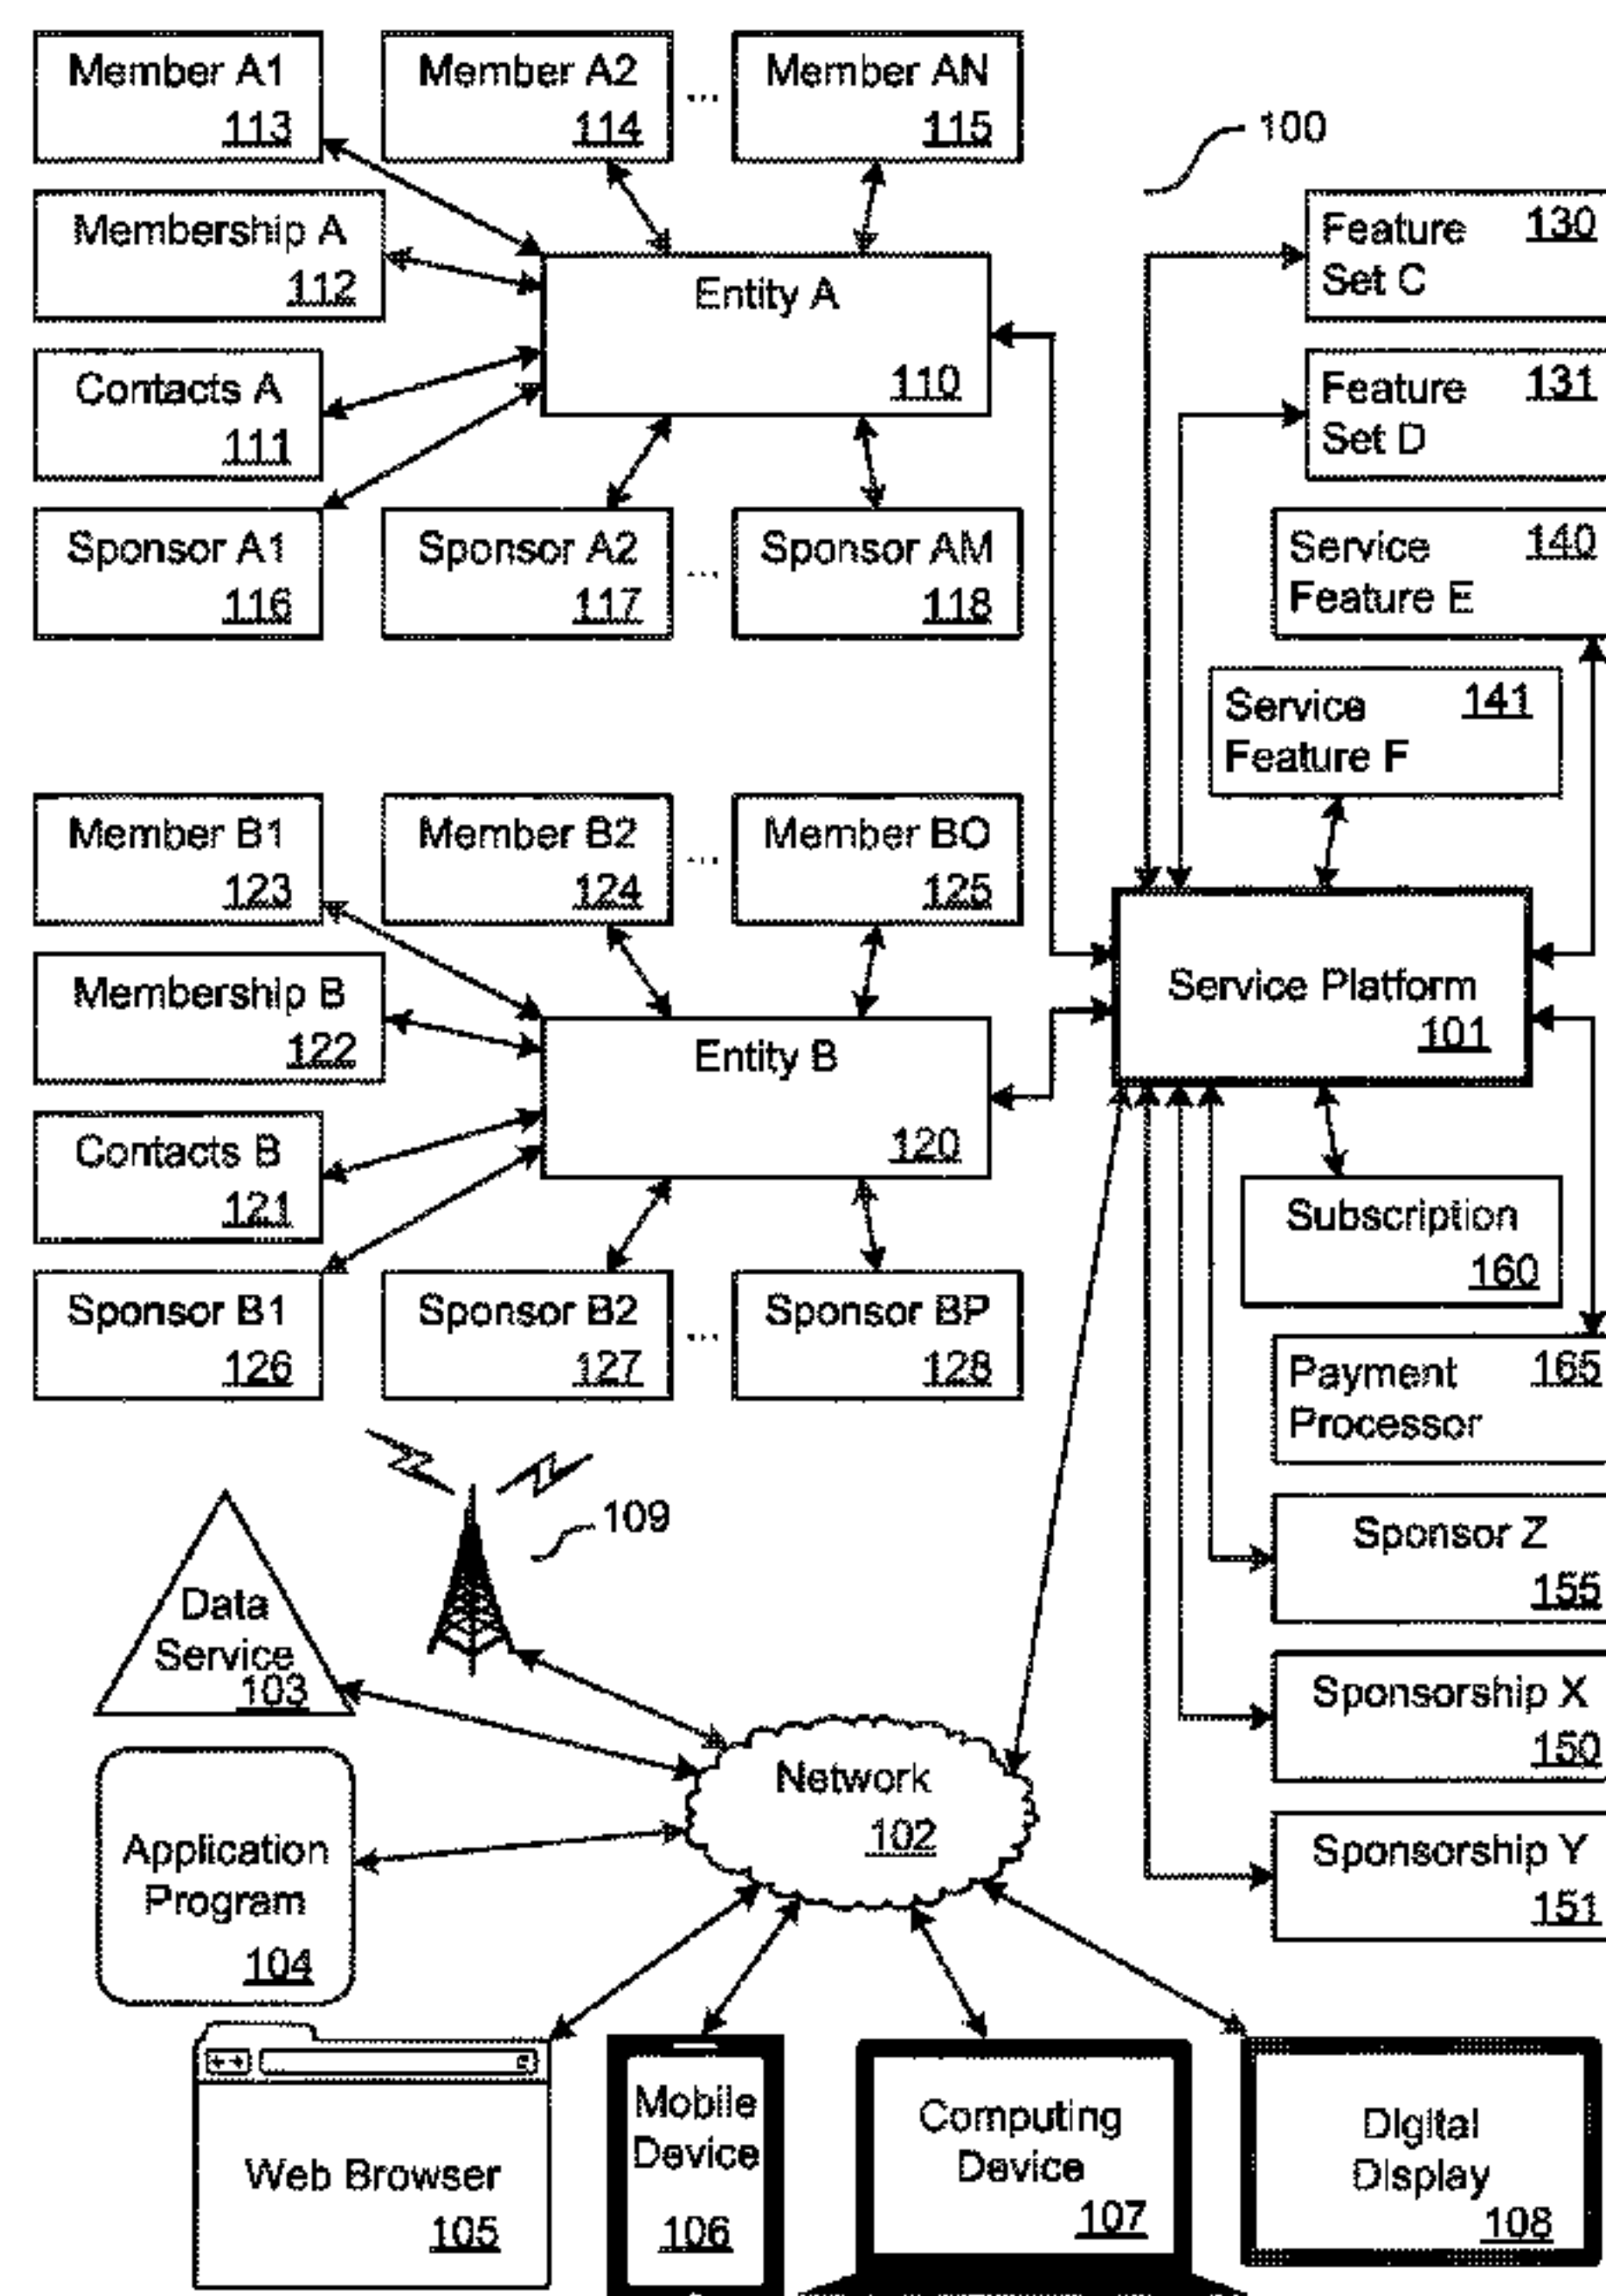 Member A1
113
Member A2
114
...
Member AN
115
100
Membership A
112
Entity A
110
Feature
Set C
130
Contacts A
111
Feature
Set D
131
Sponsor A1
116
Sponsor A2
117
...
Sponsor AM
118
Service
Feature E
140
Service
Feature F
141
Member B1
123
Member B2
124
...
Member BO
125
Membership B
122
Entity B
120
Service Platform
101
Contacts B
121
Subscription
160
Sponsor B1
126
Sponsor B2
127
...
Sponsor BP
128
Payment
Processor
165
109
Sponsor Z
155
Data
Service
103
Sponsorship X
150
Network
102
Application
Program
104
Sponsorship Y
151
Web Browser
105
Mobile
Device
106
Computing
Device
107
Digital
Display
108